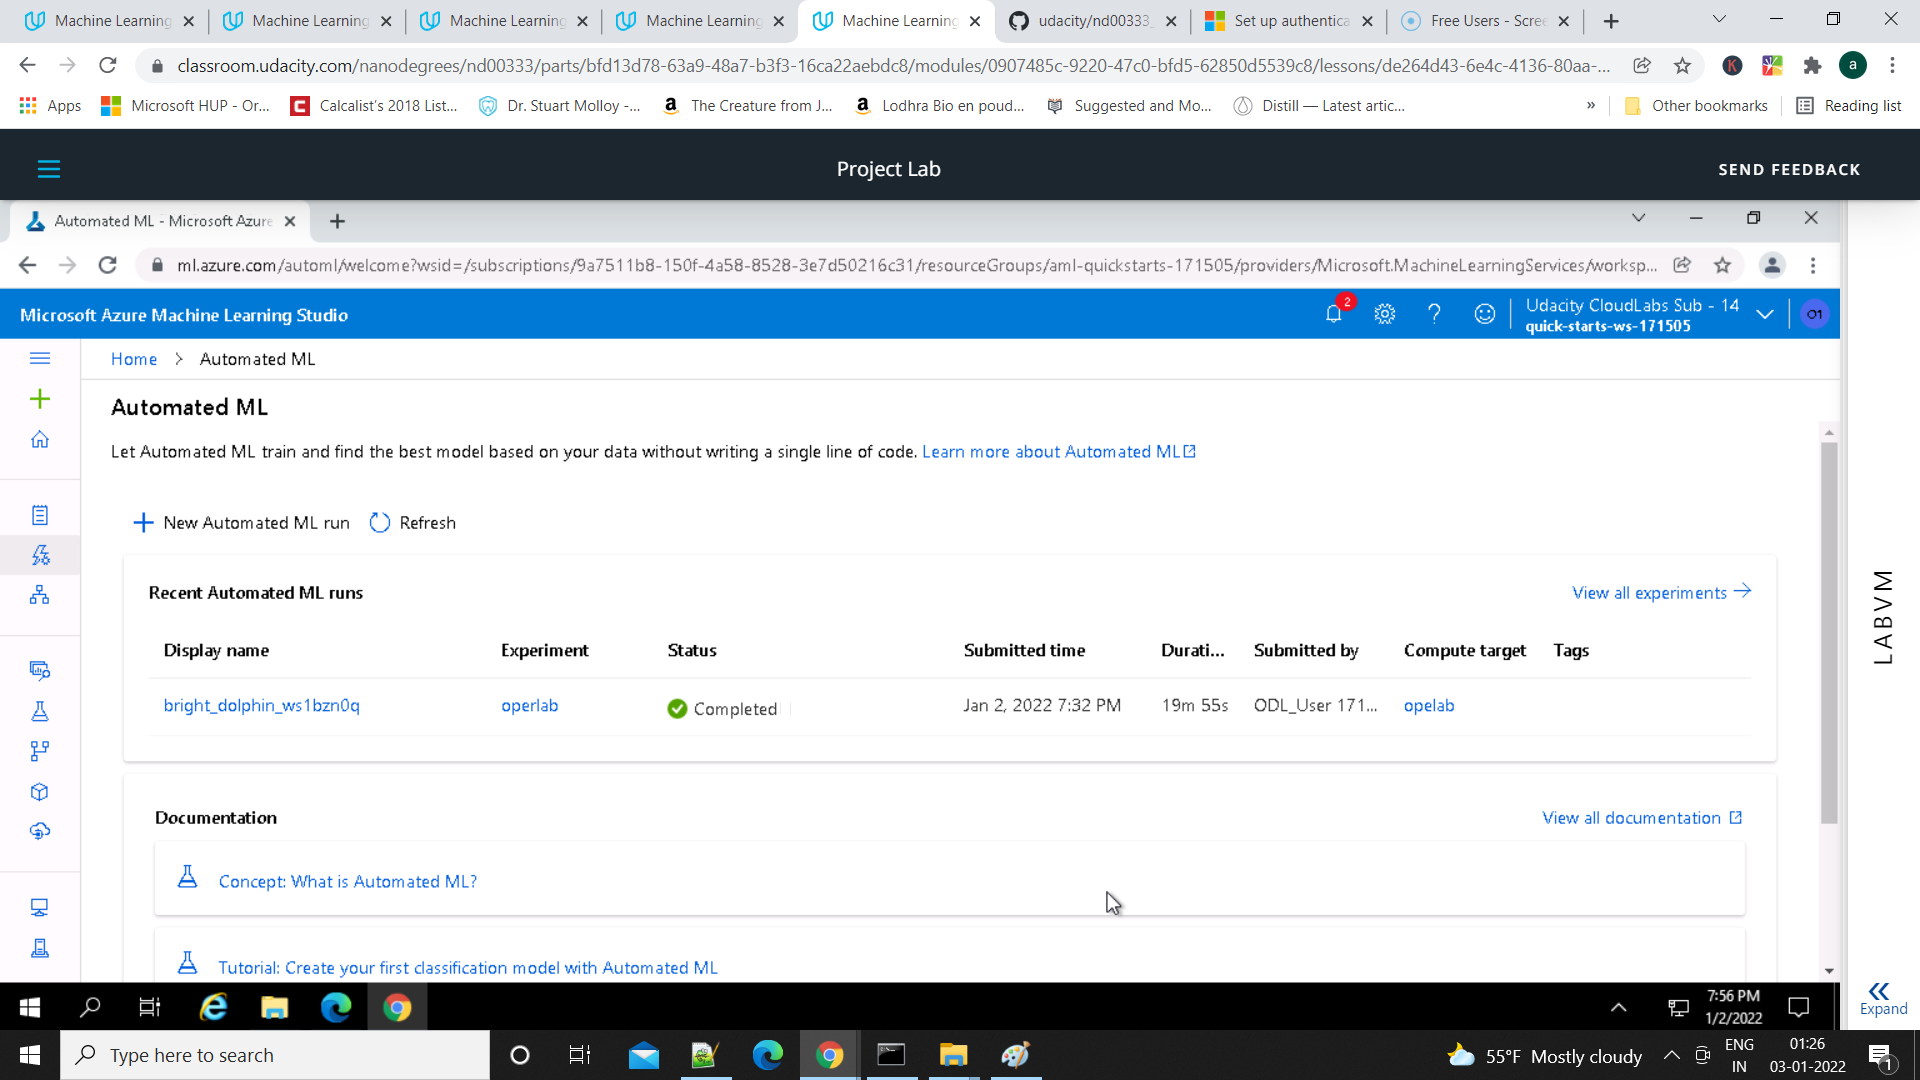 Machine Learning
Machine Learning
Machine Learning
Machine Learning
Machine Learning
udacity/nd00333_
Set up authentica
Free Users - Scree
classroom.udacity.com/nanodegrees/nd00333/parts/bfd13d78-63a9-48a7-b3f3-16ca22aebdc8/modules/0907485c-9220-47c0-bfd5-62850d5539c8/lessons/de264d43-6e4c-4136-80aa-...
K
a
Apps
Microsoft HUP - Or...
C
Calcalist's 2018 List...
Dr. Stuart Molloy -...
a
The Creature from J...
a
Lodhra Bio en poud...
Suggested and Mo...
Distill — Latest artic...
»
Other bookmarks
Reading list
Project Lab
SEND FEEDBACK
Automated ML - Microsoft Azure
ml.azure.com/automl/welcome?wsid=/subscriptions/9a7511b8-150f-4a58-8528-3e7d50216c31/resourceGroups/aml-quickstarts-171505/providers/Microsoft.MachineLearningServices/worksp...
Microsoft Azure Machine Learning Studio
2
Udacity CloudLabs Sub - 14
quick-starts-ws-171505
O1
Home > Automated ML
Automated ML
Let Automated ML train and find the best model based on your data without writing a single line of code. Learn more about Automated ML
New Automated ML run
Refresh
Recent Automated ML runs
View all experiments
Display name Experiment Status Submitted time Durati... Submitted by Compute target Tags
bright_dolphin_ws1bzn0q operlab Completed Jan 2, 2022 7:32 PM 19m 55s ODL_User 171... opelab
LABVM
Documentation
View all documentation
Concept: What is Automated ML?
Tutorial: Create your first classification model with Automated ML
Expand
7:56 PM
1/2/2022
Type here to search
55°F Mostly cloudy
ENG
IN
01:26
03-01-2022
1